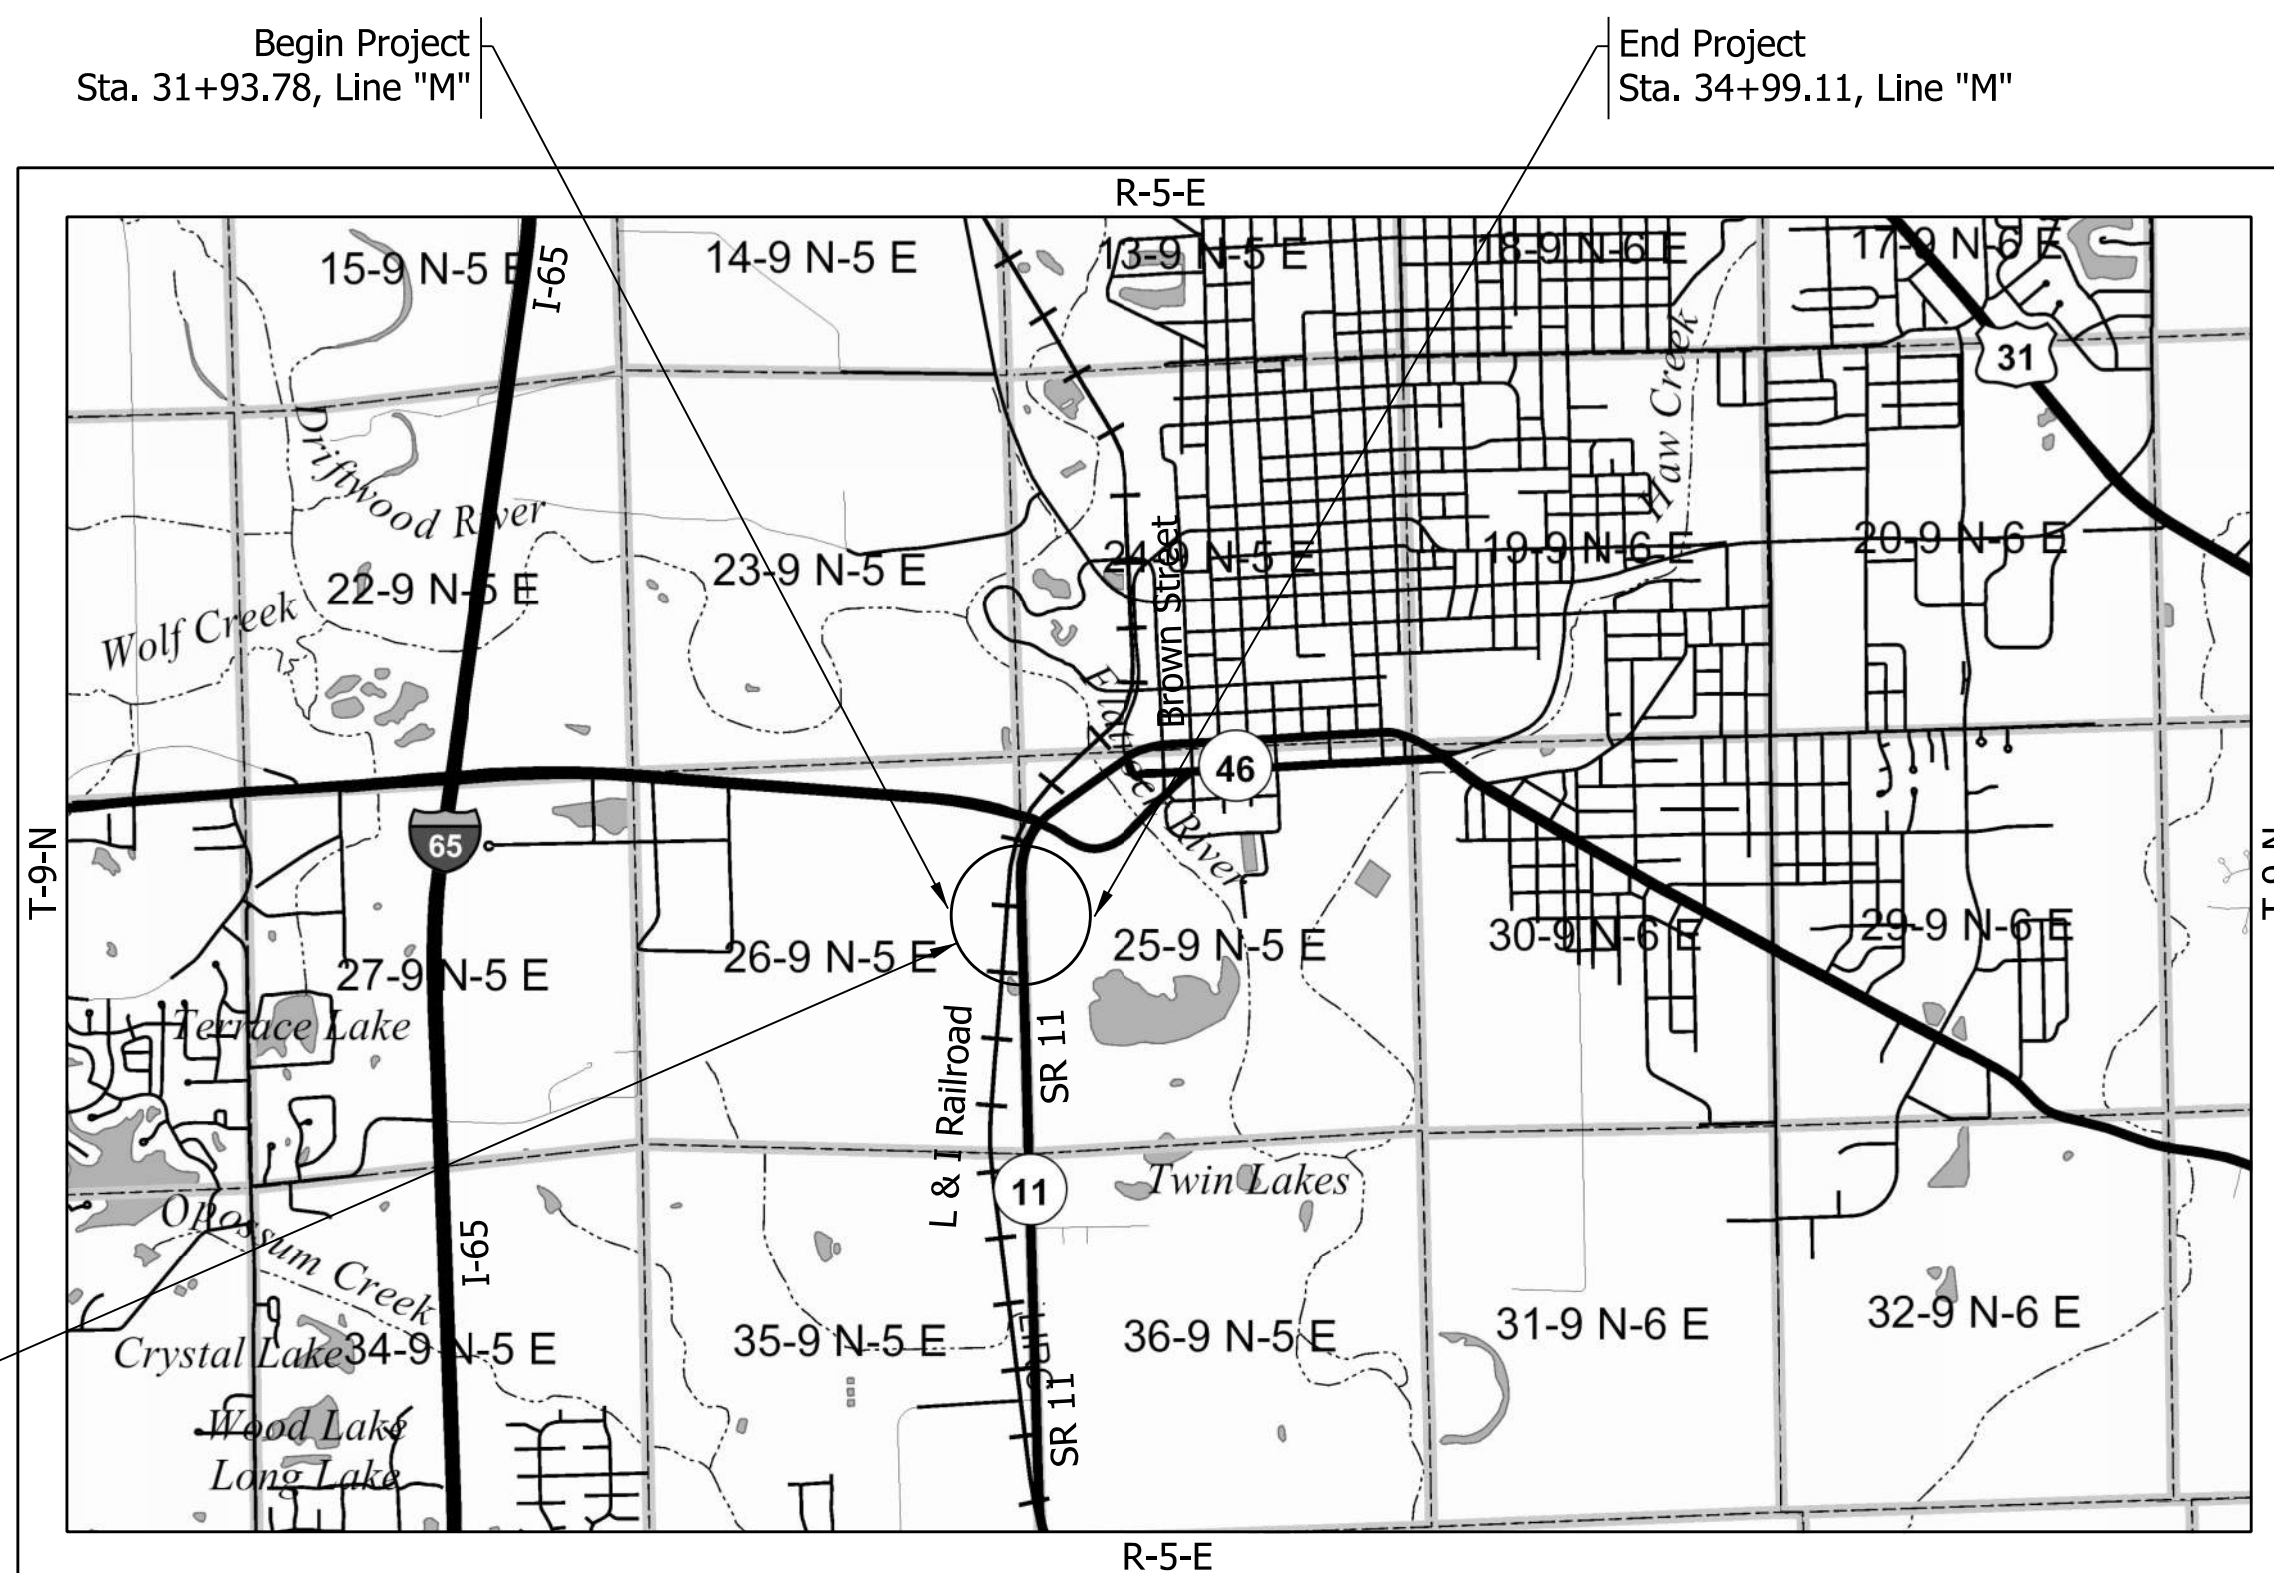 Begin Project
Sta. 31+93.78, Line "M"
End Project
Sta. 34+99.11, Line "M"
R-5-E
15-9 N-5 E
I-65
14-9 N-5 E
13-9 N-5 E
18-9 N-6 E
17-9 N-6 E
31
Haw Creek
Driftwood River
22-9 N-5 E
23-9 N-5 E
24-9 N-5 E
19-9 N-6 E
20-9 N-6 E
Wolf Creek
Brown Street
46
River
65
T-9-N
27-9 N-5 E
26-9 N-5 E
25-9 N-5 E
30-9 N-6 E
29-9 N-6 E
Terrace Lake
L & I Railroad
SR 11
11
Twin Lakes
Opossum Creek
I-65
Crystal Lake
34-9 N-5 E
35-9 N-5 E
36-9 N-5 E
31-9 N-6 E
32-9 N-6 E
SR 11
Wood Lake
Long Lake
R-5-E